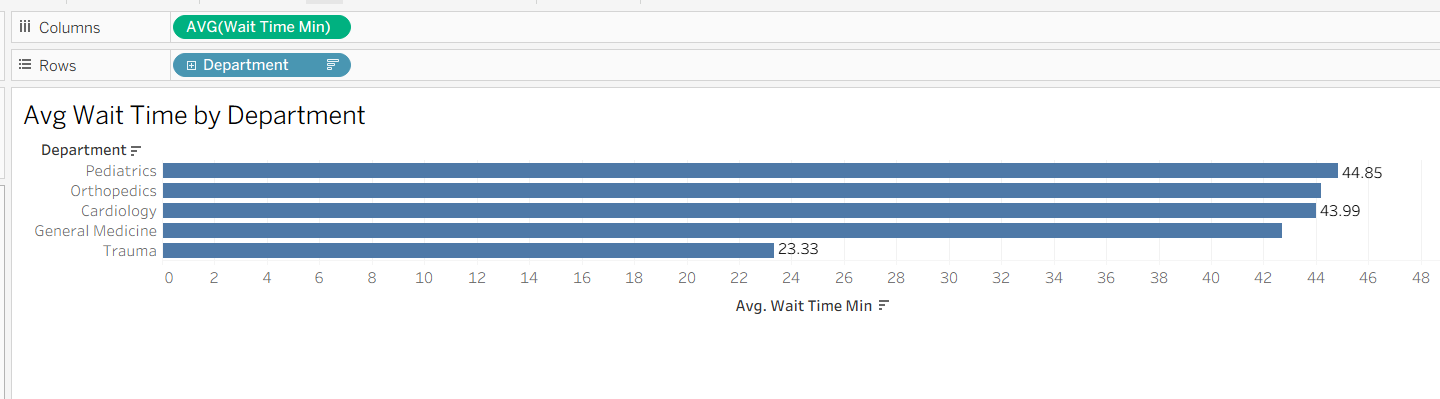 Columns AVG(Wait Time Min)
Rows Department
Avg Wait Time by Department
Department
Pediatrics 44.85
Orthopedics
Cardiology 43.99
General Medicine
Trauma 23.33
0 2 4 6 8 10 12 14 16 18 20 22 24 26 28 30 32 34 36 38 40 42 44 46 48
Avg. Wait Time Min